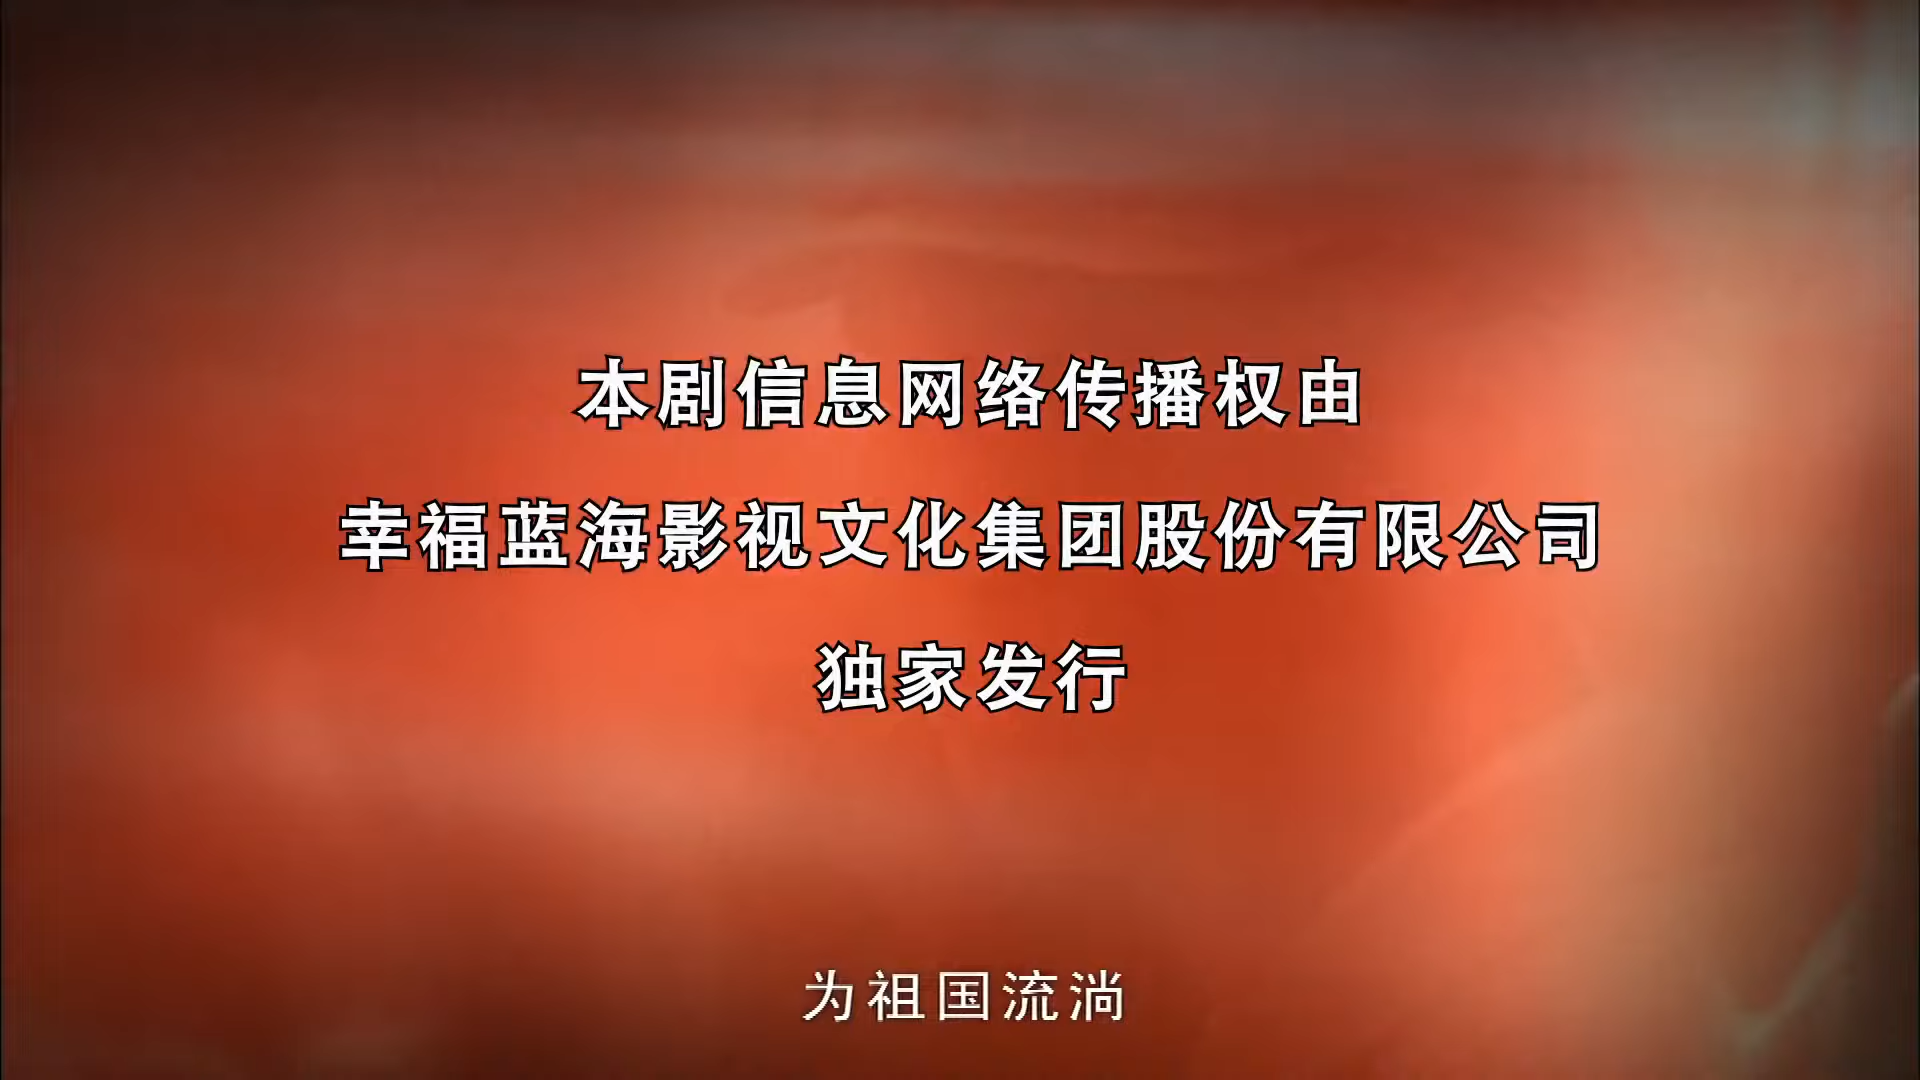 本剧信息网络传播权由
幸福蓝海影视文化集团股份有限公司
独家发行
为祖国流淌